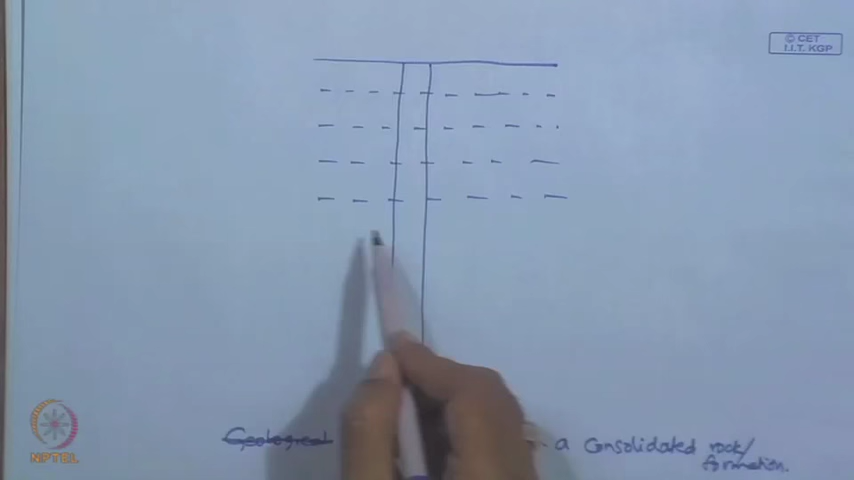 © CET
I.I.T. KGP
Geological a Consolidated rock/
formation.
NPTEL